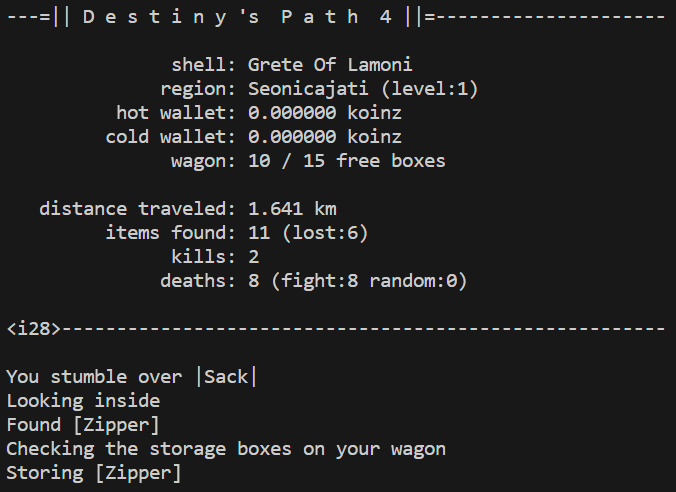 ---=|| D e s t i n y 's  P a t h  4 ||=---------------------
shell: Grete Of Lamoni
region: Seonicajati (level:1)
hot wallet: 0.000000 koinz
cold wallet: 0.000000 koinz
wagon: 10 / 15 free boxes
distance traveled: 1.641 km
items found: 11 (lost:6)
kills: 2
deaths: 8 (fight:8 random:0)
<i28>-------------------------------------------------------
You stumble over |Sack|
Looking inside
Found [Zipper]
Checking the storage boxes on your wagon
Storing [Zipper]